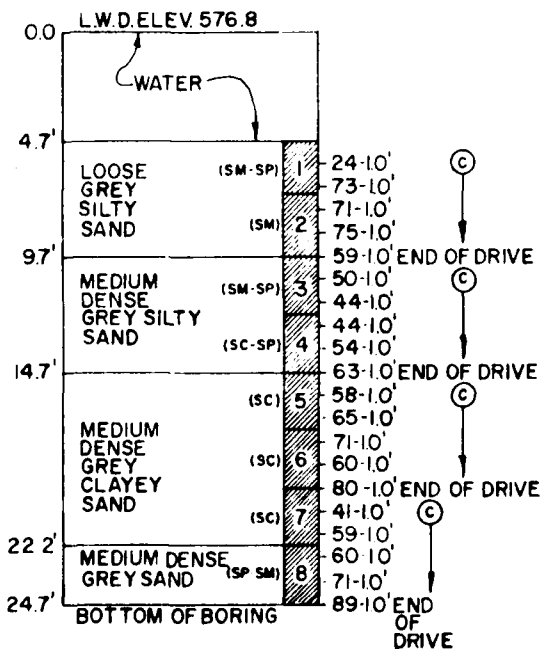 L.W.D. ELEV. 576.8
0.0
WATER
4.7'
LOOSE
GREY
SILTY
SAND
(SM-SP) 1 24-1.0' C
73-1.0'
(SM) 2 71-1.0'
75-1.0'
9.7' 59-1.0' END OF DRIVE
MEDIUM
DENSE
GREY SILTY
SAND
(SM-SP) 3 50-1.0' C
44-1.0'
(SC-SP) 4 44-1.0'
54-1.0'
14.7' 63-1.0' END OF DRIVE
(SC) 5 58-1.0' C
65-1.0'
MEDIUM
DENSE
GREY
CLAYEY
SAND
(SC) 6 71-1.0'
60-1.0'
80-1.0' END OF DRIVE
(SC) 7 41-1.0' C
59-1.0'
22 2' 60-1.0'
MEDIUM DENSE
GREY SAND (SP SM) 8
71-1.0'
24.7' 89-1.0' END
OF
DRIVE
BOTTOM OF BORING